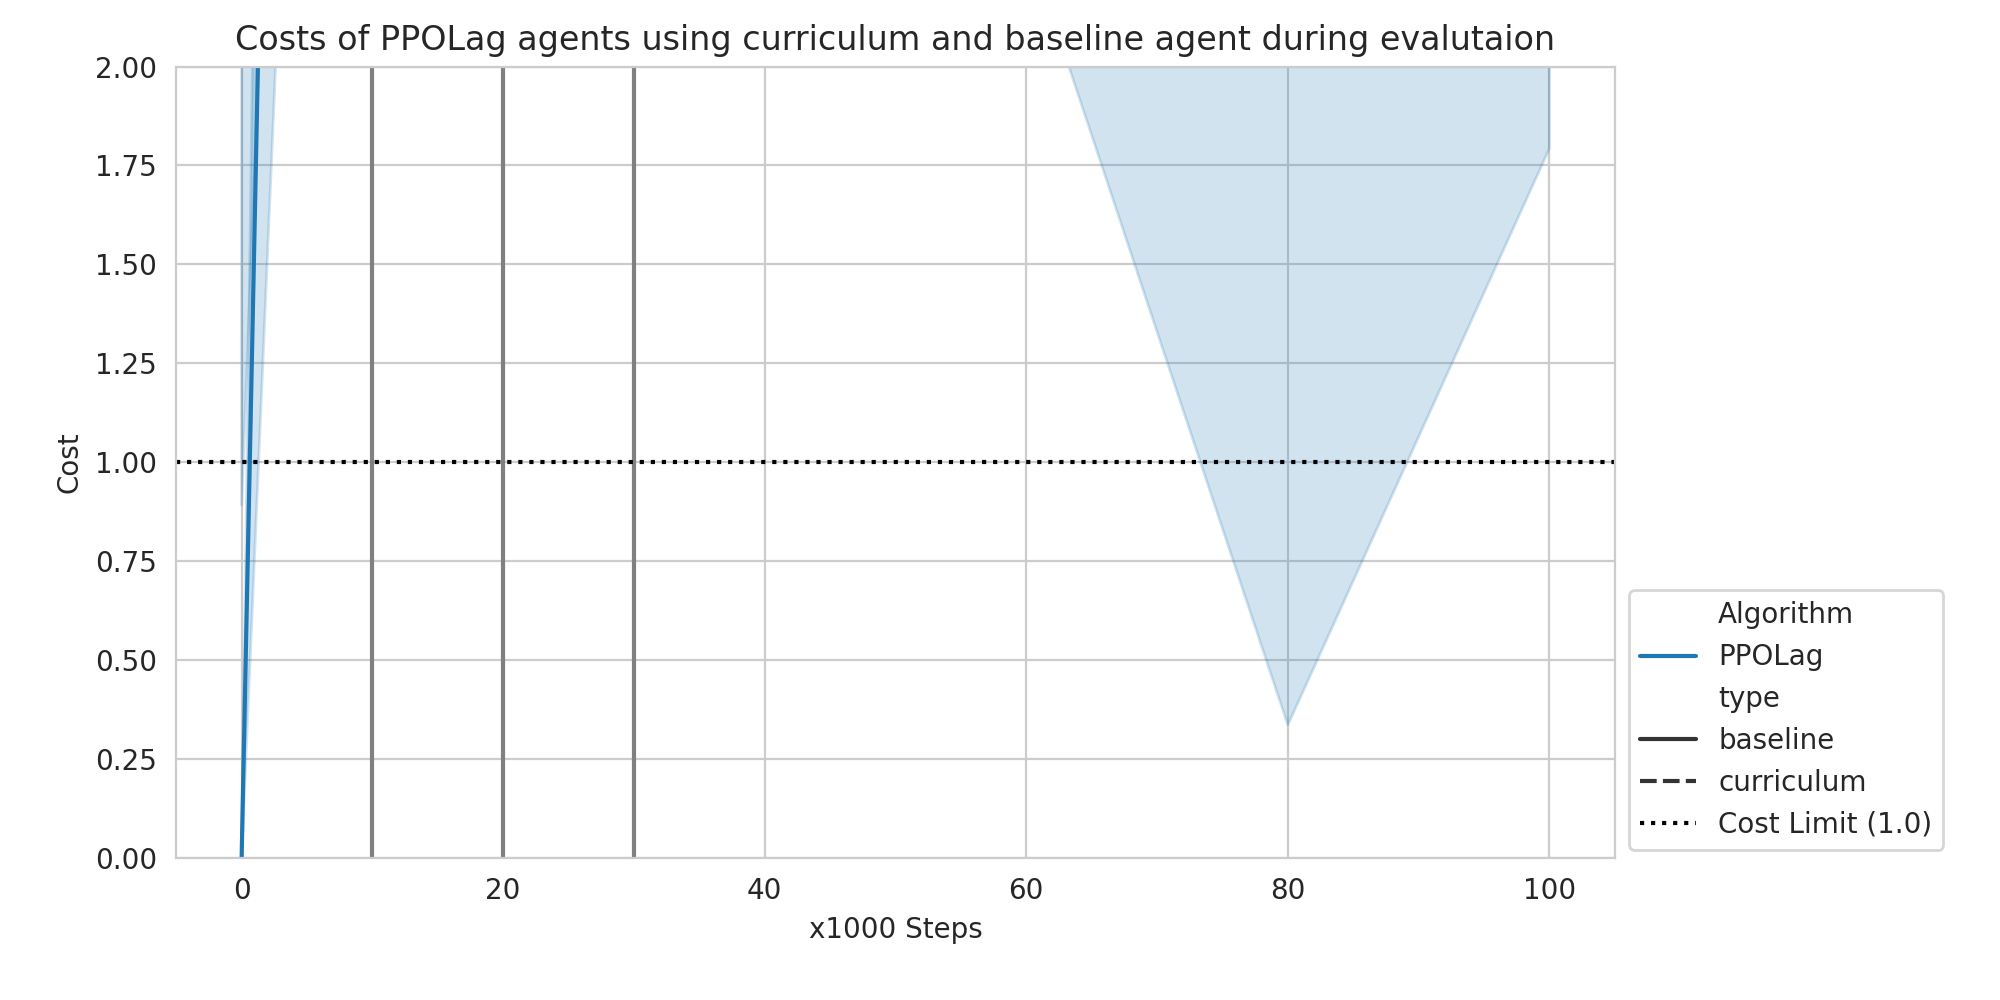 Costs of PPOLag agents using curriculum and baseline agent during evalutaion
2.00
1.75
1.50
1.25
1.00
0.75
0.50
0.25
0.00
Cost
0 20 40 60 80 100
x1000 Steps
Algorithm
PPOLag
type
baseline
curriculum
Cost Limit (1.0)